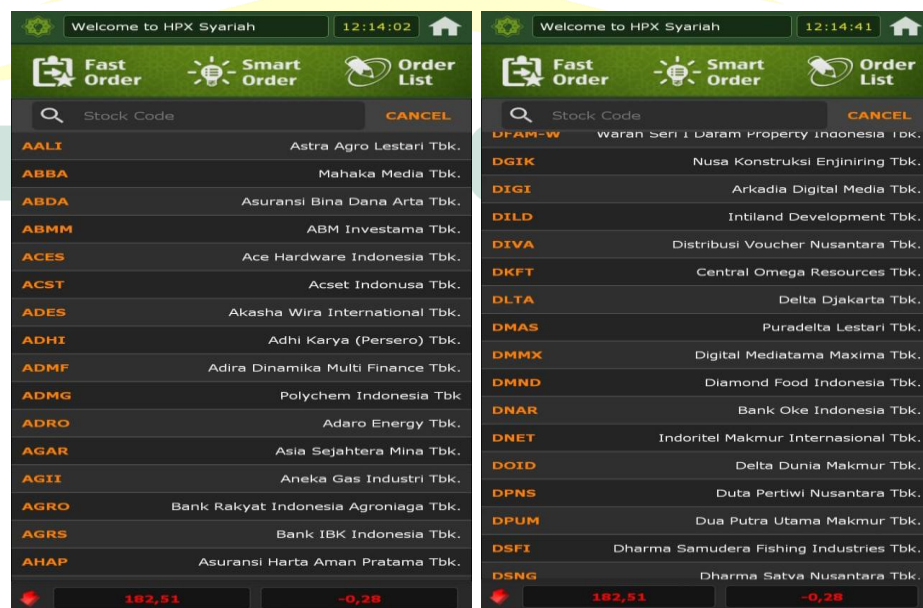 Welcome to HPX Syariah 12:14:02
Fast Order Smart Order Order List
Stock Code CANCEL
AALI Astra Agro Lestari Tbk.
ABBA Mahaka Media Tbk.
ABDA Asuransi Bina Dana Arta Tbk.
ABMM ABM Investama Tbk.
ACES Ace Hardware Indonesia Tbk.
ACST Acset Indonusa Tbk.
ADES Akasha Wira International Tbk.
ADHI Adhi Karya (Persero) Tbk.
ADMF Adira Dinamika Multi Finance Tbk.
ADMG Polychem Indonesia Tbk
ADRO Adaro Energy Tbk.
AGAR Asia Sejahtera Mina Tbk.
AGII Aneka Gas Industri Tbk.
AGRO Bank Rakyat Indonesia Agroniaga Tbk.
AGRS Bank IBK Indonesia Tbk.
AHAP Asuransi Harta Aman Pratama Tbk.
182,51 -0,28
Welcome to HPX Syariah 12:14:41
Fast Order Smart Order Order List
Stock Code CANCEL
DFAM-W Waran Seri I Dafam Property Indonesia Tbk.
DGIK Nusa Konstruksi Enjiniring Tbk.
DIGI Arkadia Digital Media Tbk.
DILD Intiland Development Tbk.
DIVA Distribusi Voucher Nusantara Tbk.
DKFT Central Omega Resources Tbk.
DLTA Delta Djakarta Tbk.
DMAS Puradelta Lestari Tbk.
DMMX Digital Mediatama Maxima Tbk.
DMND Diamond Food Indonesia Tbk.
DNAR Bank Oke Indonesia Tbk.
DNET Indoritel Makmur Internasional Tbk.
DOID Delta Dunia Makmur Tbk.
DPNS Duta Pertiwi Nusantara Tbk.
DPUM Dua Putra Utama Makmur Tbk.
DSFI Dharma Samudera Fishing Industries Tbk.
DSNG Dharma Satya Nusantara Tbk.
182,51 -0,28